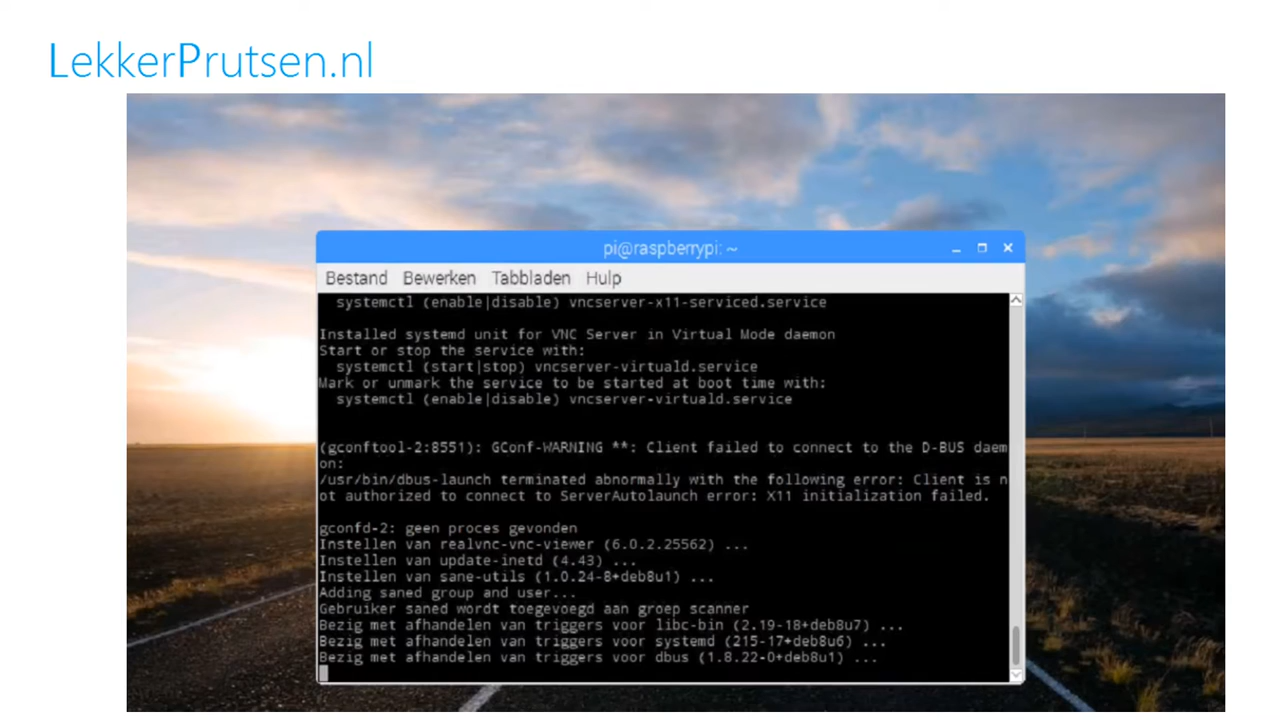 LekkerPrutsen.nl
pi@raspberrypi: ~
Bestand Bewerken Tabbladen Hulp
systemctl (enable|disable) vncserver-x11-serviced.service
Installed systemd unit for VNC Server in Virtual Mode daemon
Start or stop the service with:
systemctl (start|stop) vncserver-virtuald.service
Mark or unmark the service to be started at boot time with:
systemctl (enable|disable) vncserver-virtuald.service
(gconftool-2:8551): GConf-WARNING **: Client failed to connect to the D-BUS daem
on:
/usr/bin/dbus-launch terminated abnormally with the following error: Client is n
ot authorized to connect to ServerAutolaunch error: X11 initialization failed.
gconfd-2: geen proces gevonden
Instellen van realvnc-vnc-viewer (6.0.2.25562) ...
Instellen van update-inetd (4.43) ...
Instellen van sane-utils (1.0.24-8+deb8u1) ...
Adding saned group and user...
Gebruiker saned wordt toegevoegd aan groep scanner
Bezig met afhandelen van triggers voor libc-bin (2.19-18+deb8u7) ...
Bezig met afhandelen van triggers voor systemd (215-17+deb8u6) ...
Bezig met afhandelen van triggers voor dbus (1.8.22-0+deb8u1) ...